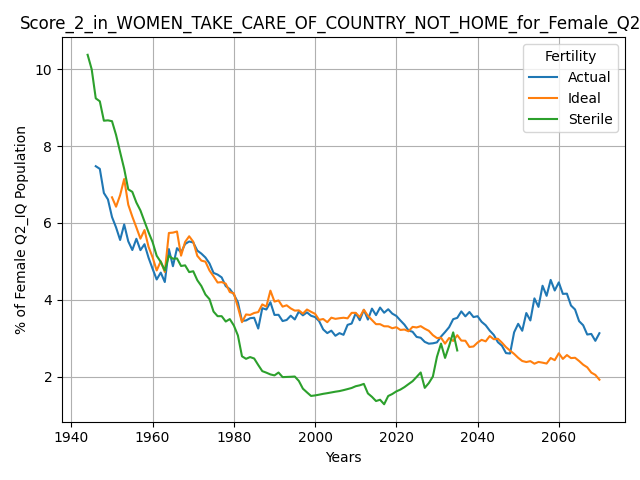 Score_2_in_WOMEN_TAKE_CARE_OF_COUNTRY_NOT_HOME_for_Female_Q2
Fertility
Actual
Ideal
Sterile
% of Female Q2_IQ Population
10
8
6
4
2
1940 1960 1980 2000 2020 2040 2060
Years